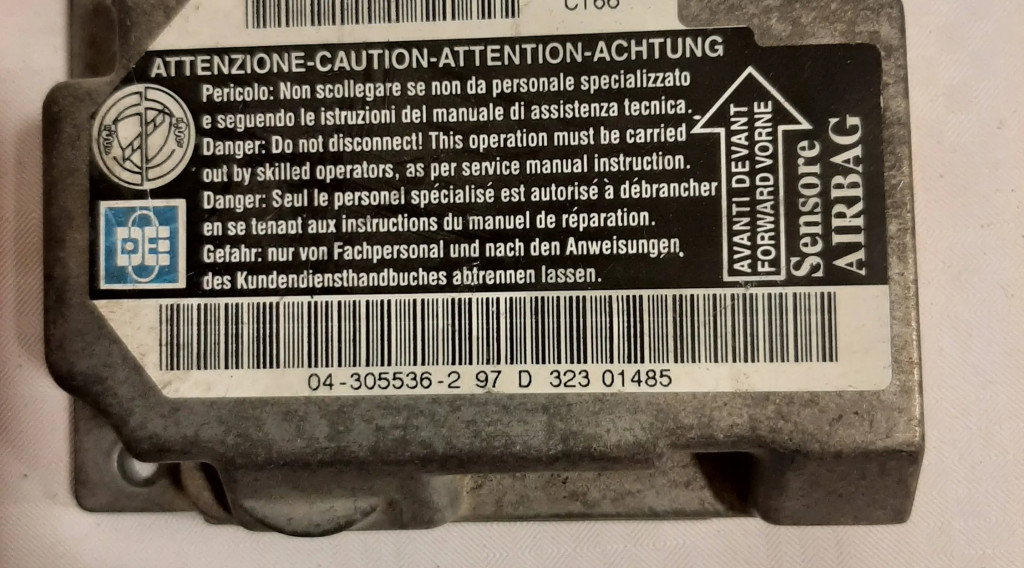 ATTENZIONE-CAUTION-ATTENTION-ACHTUNG
Pericolo: Non scollegare se non da personale specializzato
e seguendo le istruzioni del manuale di assistenza tecnica.
Danger: Do not disconnect! This operation must be carried
out by skilled operators, as per service manual instruction.
Danger: Seul le personel spécialisé est autorisé à débrancher
en se tenant aux instructions du manuel de réparation.
Gefahr: nur von Fachpersonal und nach den Anweisungen,
des Kundendiensthandbuches abtrennen lassen.
AVANTI DEVANT
FORWARD VORNE
Sensore
AIRBAG
04-305536-2 97 D 323 01485